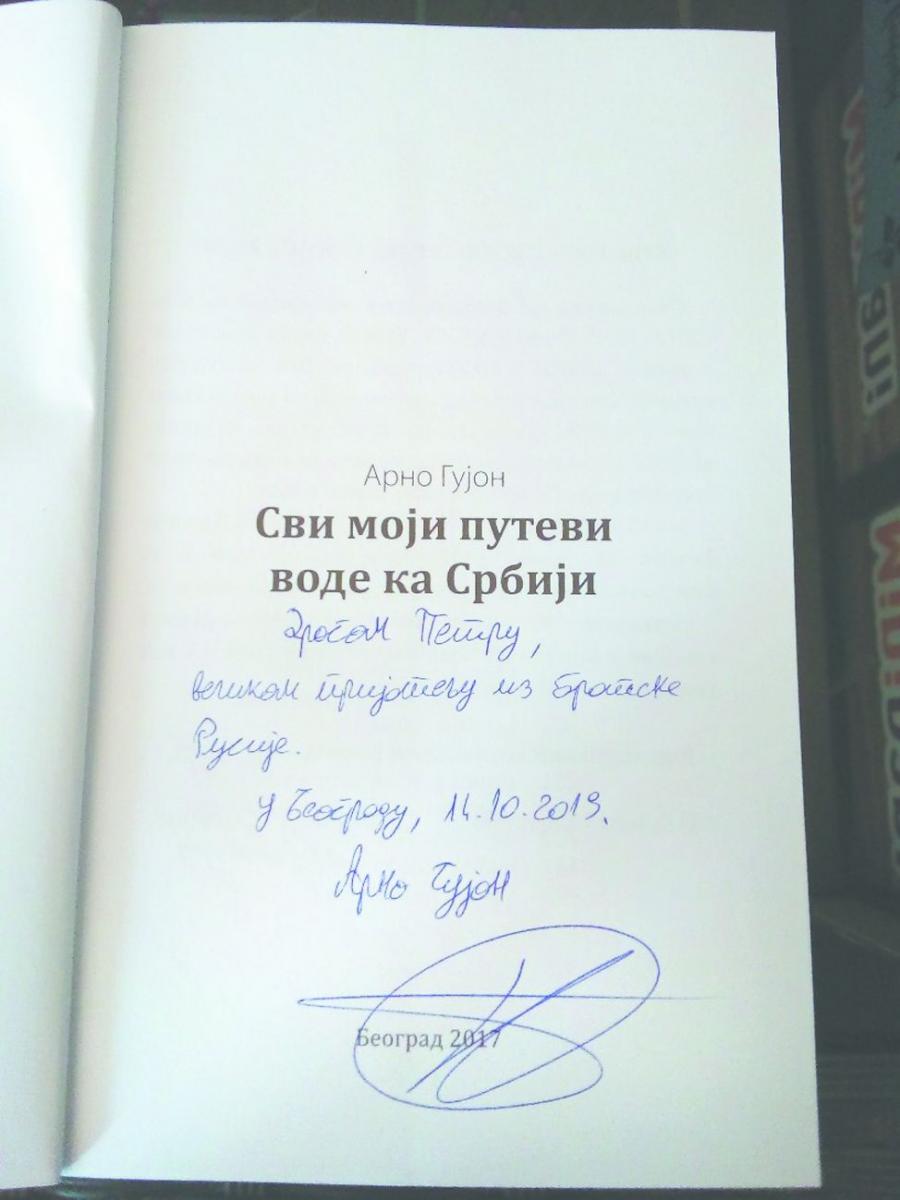 Арно Гујон
Сви моји путеви
воде ка Србији
Драгом Петру,
великом пријатељу из братске
Русије.
У Београду, 14.10.2019.
Арно Гујон
Београд 2017